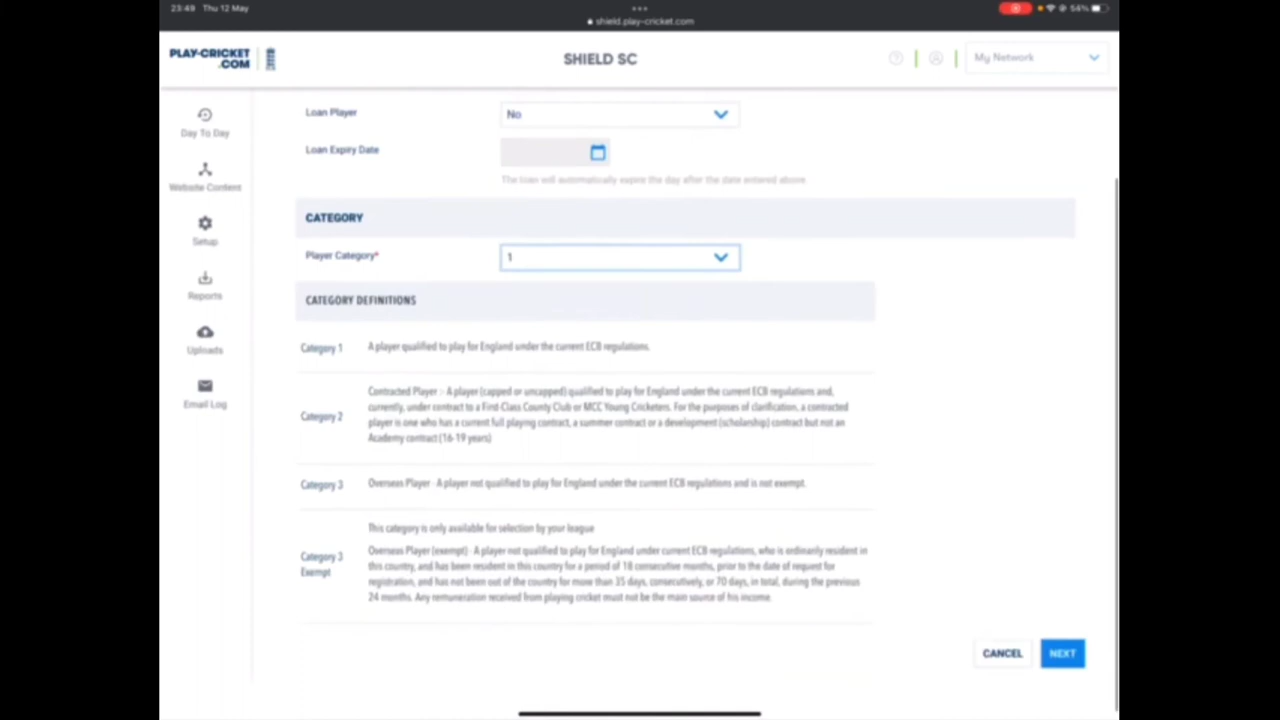 23:49 Thu 12 May
54%
shield.play-cricket.com
PLAY-CRICKET
.COM
SHIELD SC
My Network
Day To Day
Website Content
Setup
Reports
Uploads
Email Log
Loan Player
No
Loan Expiry Date
The loan will automatically expire the day after the date entered above
CATEGORY
Player Category*
1
CATEGORY DEFINITIONS
Category 1
A player qualified to play for England under the current ECB regulations.
Category 2
Contracted Player :- A player (capped or uncapped) qualified to play for England under the current ECB regulations and,
currently, under contract to a First-Class County Club or MCC Young Cricketers. For the purposes of clarification, a contracted
player is one who has a current full playing contract, a summer contract or a development (scholarship) contract but not an
Academy contract (16-19 years)
Category 3
Overseas Player - A player not qualified to play for England under the current ECB regulations and is not exempt.
This category is only available for selection by your league
Category 3
Exempt
Overseas Player (exempt) - A player not qualified to play for England under current ECB regulations, who is ordinarily resident in
this country, and has been resident in this country for a period of 18 consecutive months, prior to the date of request for
registration, and has not been out of the country for more than 35 days, consecutively, or 70 days, in total, during the previous
24 months. Any remuneration received from playing cricket must not be the main source of his income.
CANCEL
NEXT